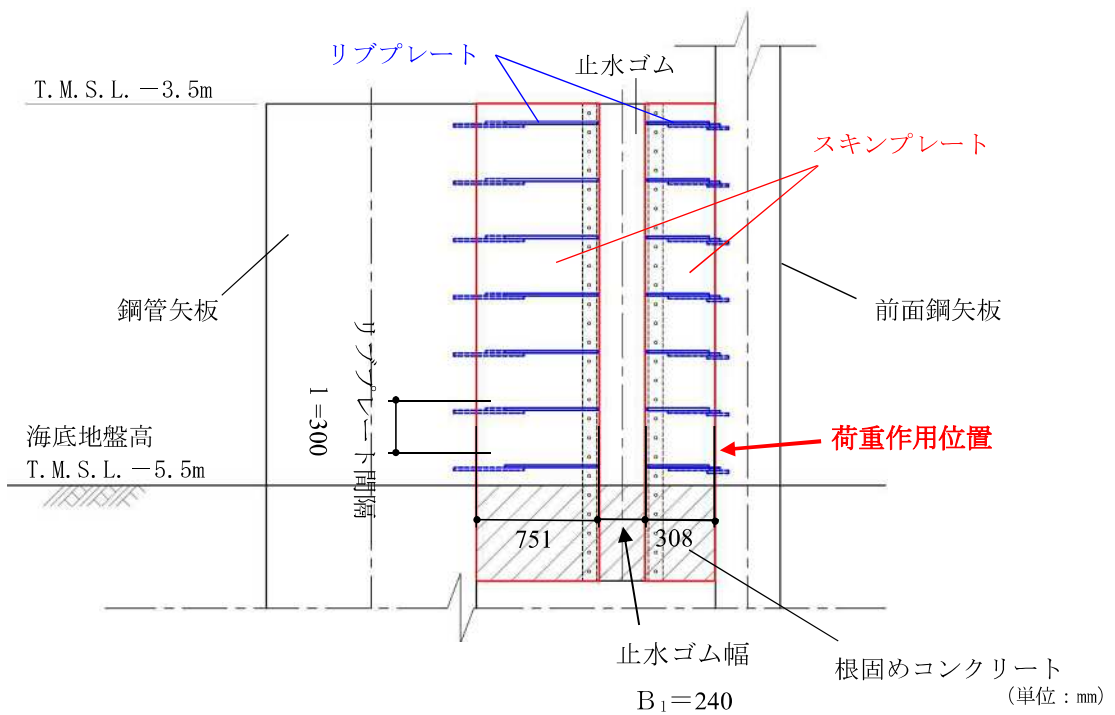 リブプレート
止水ゴム
T.M.S.L.－3.5m
スキンプレート
鋼管矢板
前面鋼矢板
リブプレート間隔
l=300
海底地盤高
T.M.S.L.－5.5m
荷重作用位置
751
308
止水ゴム幅
B₁＝240
根固めコンクリート
(単位：mm)